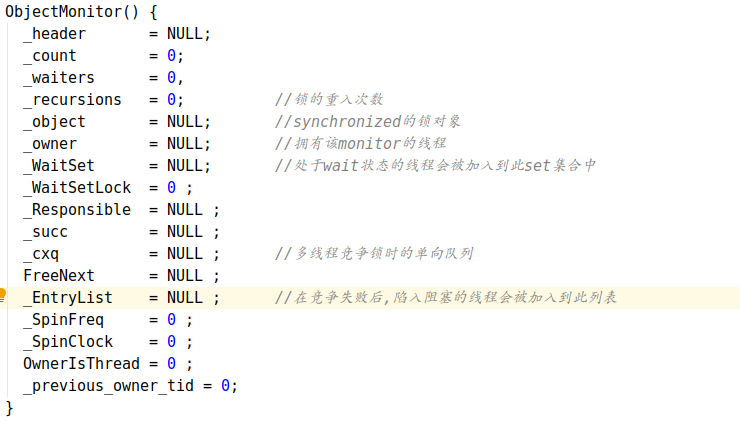 ObjectMonitor() {
  _header       = NULL;
  _count        = 0;
  _waiters      = 0,
  _recursions   = 0;       //锁的重入次数
  _object       = NULL;    //synchronized的锁对象
  _owner        = NULL;    //拥有该monitor的线程
  _WaitSet      = NULL;    //处于wait状态的线程会被加入到此set集合中
  _WaitSetLock  = 0 ;
  _Responsible  = NULL ;
  _succ         = NULL ;
  _cxq          = NULL ;   //多线程竞争锁时的单向队列
  FreeNext      = NULL ;
  _EntryList    = NULL ;   //在竞争失败后,陷入阻塞的线程会被加入到此列表
  _SpinFreq     = 0 ;
  _SpinClock    = 0 ;
  OwnerIsThread = 0 ;
  _previous_owner_tid = 0;
}